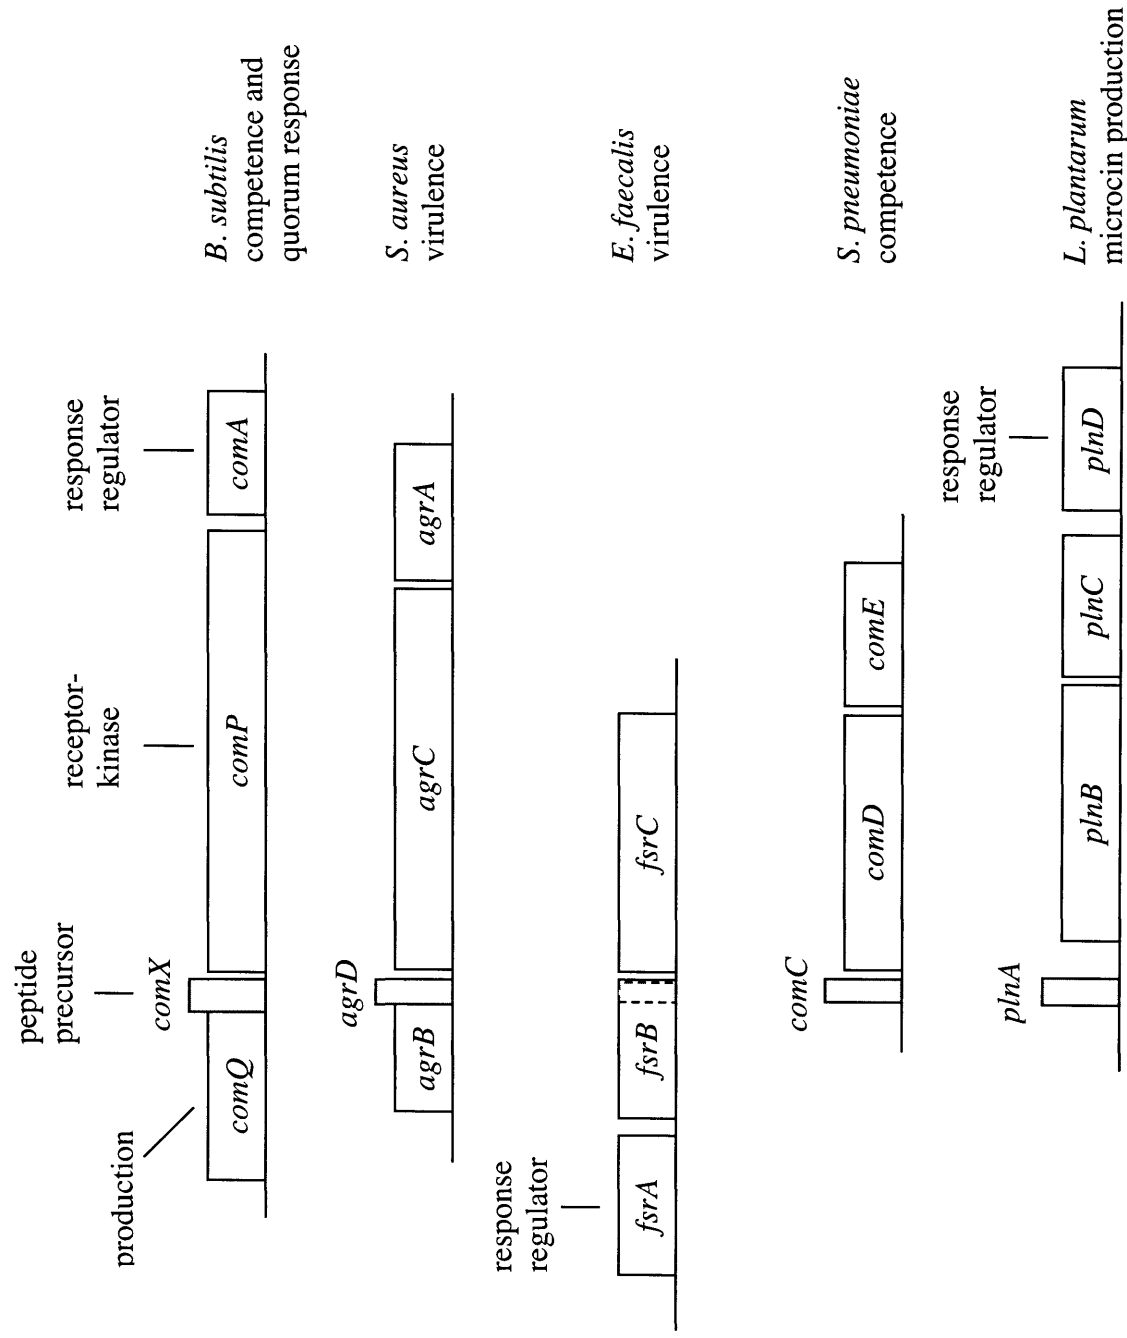 peptide
precursor
production
comX
receptor-
kinase
response
regulator
comQ
comP
comA
B. subtilis
competence and
quorum response
agrD
agrB
agrC
agrA
S. aureus
virulence
response
regulator
fsrA
fsrB
fsrC
E. faecalis
virulence
comC
comD
comE
S. pneumoniae
competence
response
regulator
plnA
plnB
plnC
plnD
L. plantarum
microcin production